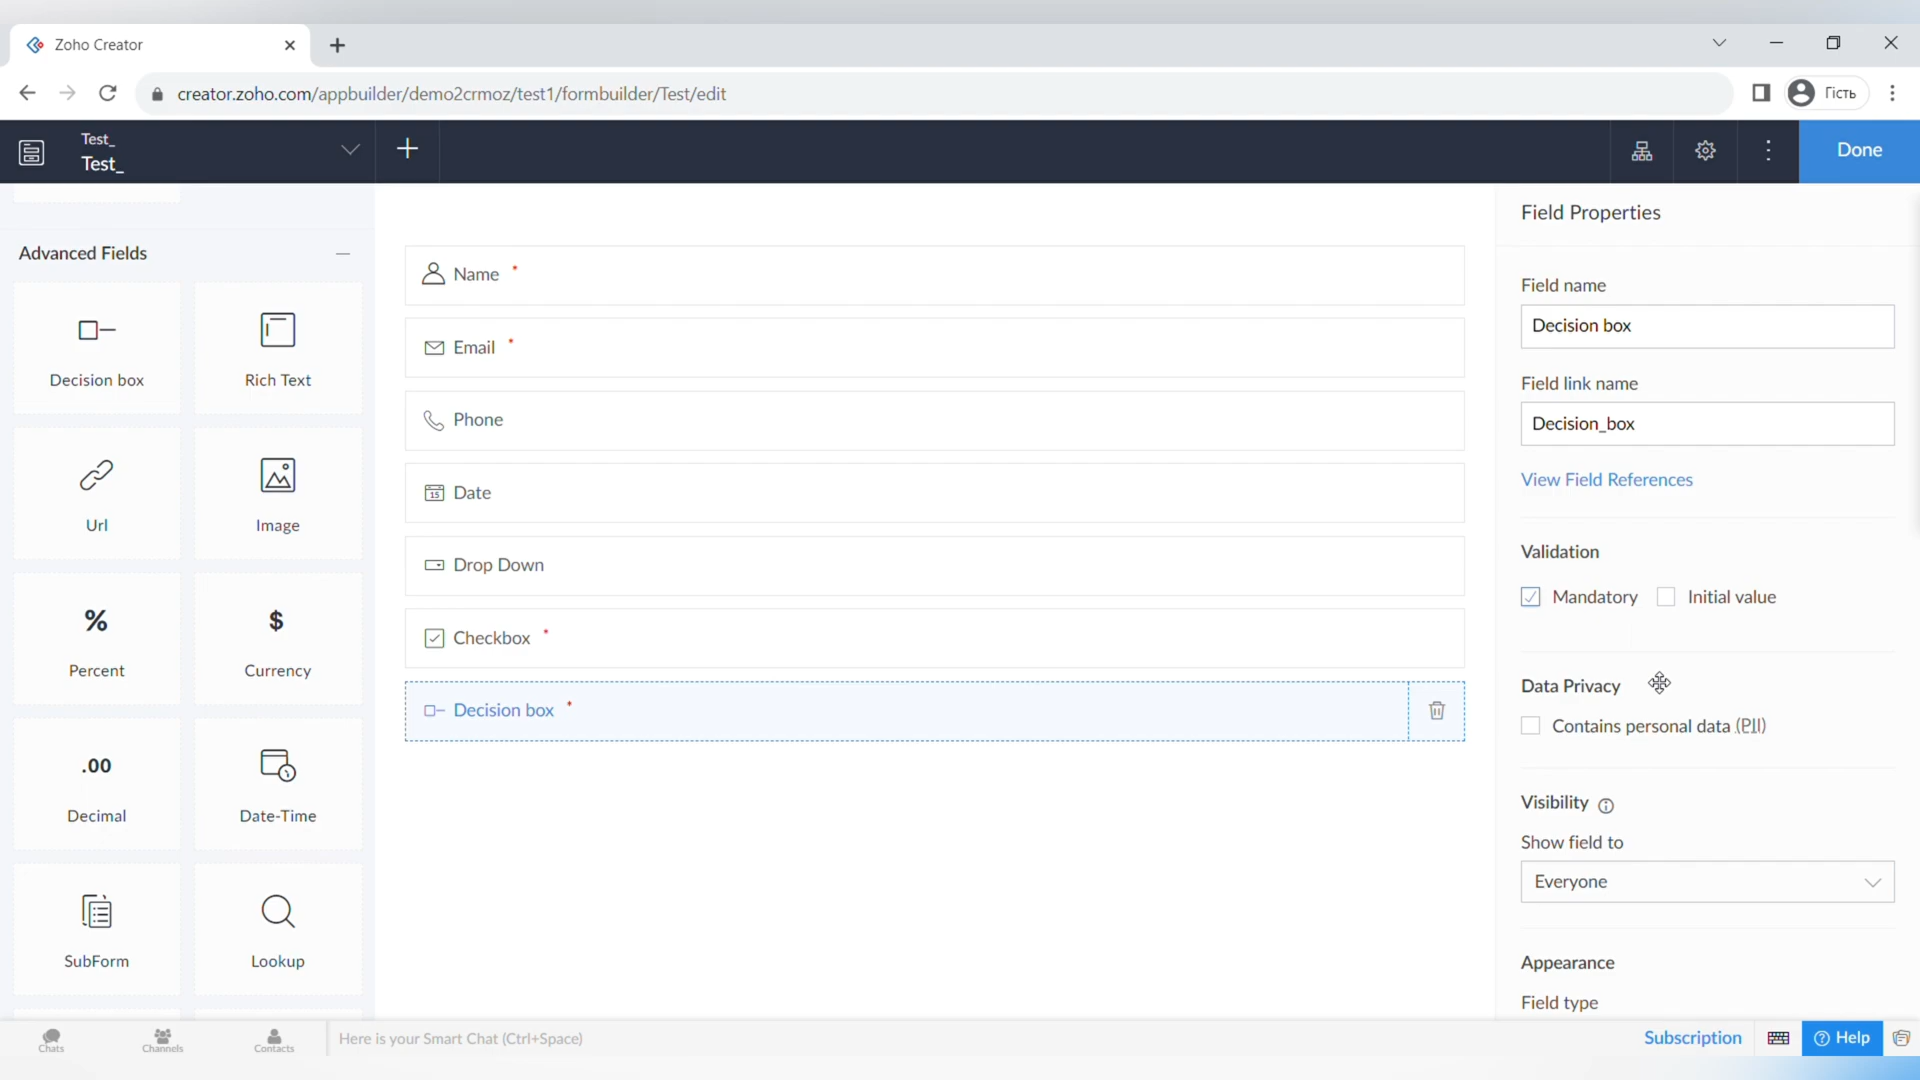 Zoho Creator
creator.zoho.com/appbuilder/demo2crmoz/test1/formbuilder/Test/edit
Гість
Test_
Test_
Done
Advanced Fields
Decision box
Rich Text
Url
Image
%
Percent
$
Currency
.00
Decimal
Date-Time
SubForm
Lookup
Name *
Email *
Phone
15 Date
Drop Down
Checkbox *
Decision box *
Field Properties
Field name
Decision box
Field link name
Decision_box
View Field References
Validation
Mandatory
Initial value
Data Privacy
Contains personal data (PII)
Visibility
Show field to
Everyone
Appearance
Field type
Chats
Channels
Contacts
Here is your Smart Chat (Ctrl+Space)
Subscription
? Help